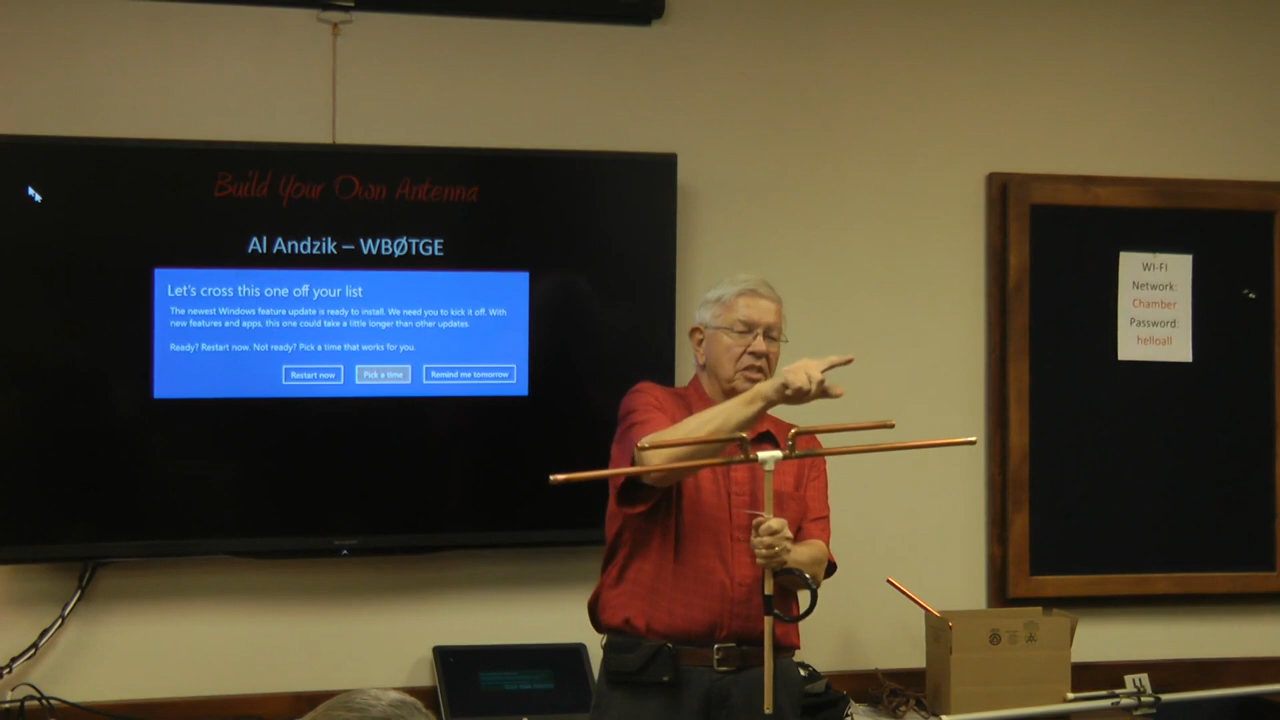 Build Your Own Antenna
Al Andzik – WBØTGE
Let's cross this one off your list
The newest Windows feature update is ready to install. We need you to kick it off. With
new features and apps, this one could take a little longer than other updates.
Ready? Restart now. Not ready? Pick a time that works for you.
Restart now
Pick a time
Remind me tomorrow
WI-FI
Network:
Chamber
Password:
helloall